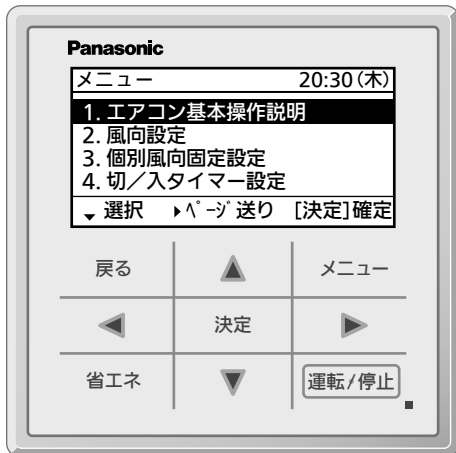 Panasonic
メニュー 20:30(木)
1. エアコン基本操作説明
2. 風向設定
3. 個別風向固定設定
4. 切/入タイマー設定
選択 ﾍﾟｰｼﾞ送り [決定]確定
戻る メニュー
決定
省エネ 運転/停止